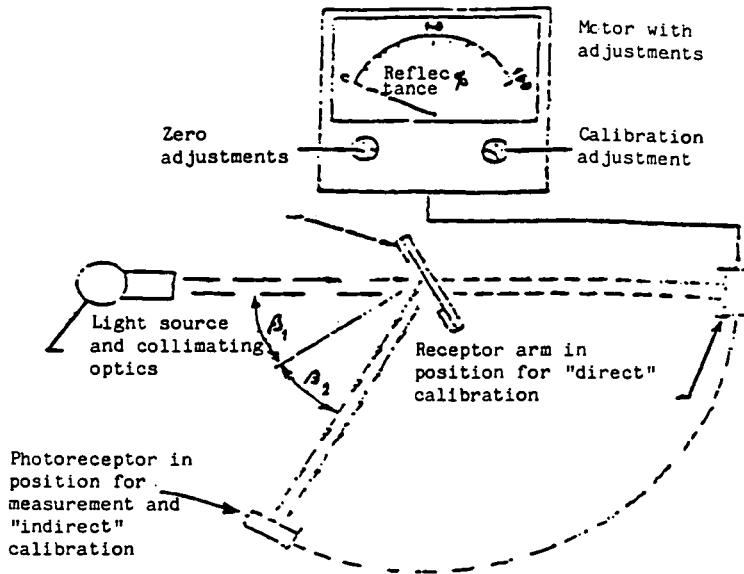 Motor with
adjustments
Reflec
tance %
Zero
adjustments
Calibration
adjustment
β₁
Light source
and collimating
optics
β₂
Receptor arm in
position for "direct"
calibration
Photoreceptor in
position for
measurement and
"indirect"
calibration